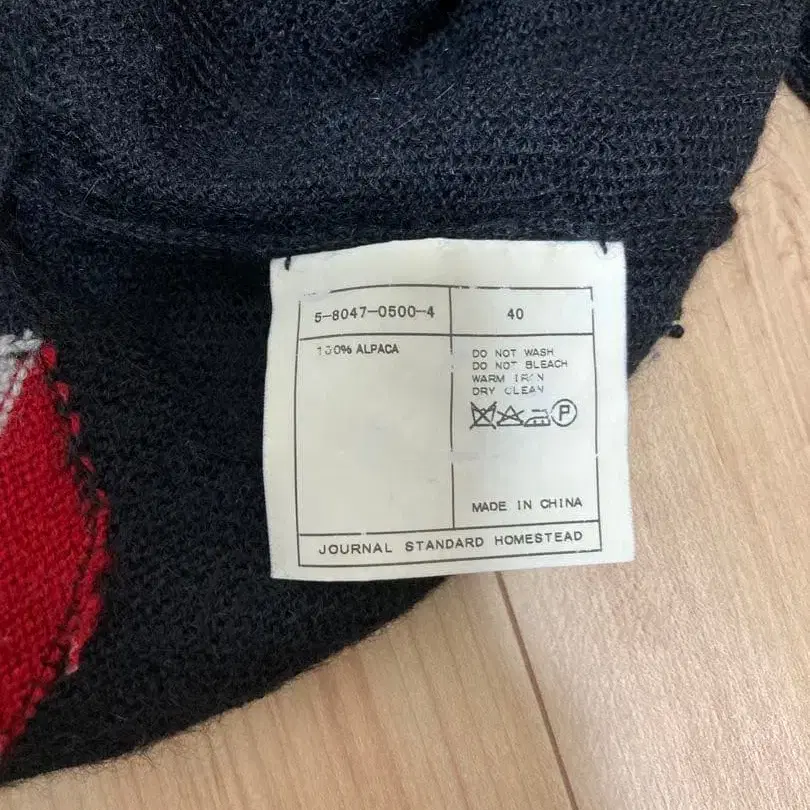 5-8047-0500-4
40
100% ALPACA
DO NOT WASH
DO NOT BLEACH
WARM IRON
DRY CLEAN
P
MADE IN CHINA
JOURNAL STANDARD HOMESTEAD